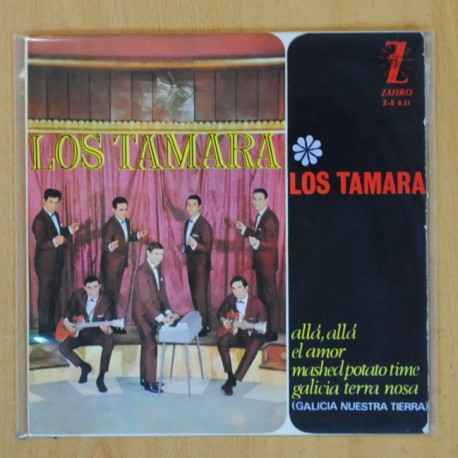 LOS TAMARA
Z
ZAFIRO
Z-E 631
LOS TAMARA
allá, allá
el amor
mashed potato time
galicia terra nosa
(GALICIA NUESTRA TIERRA)